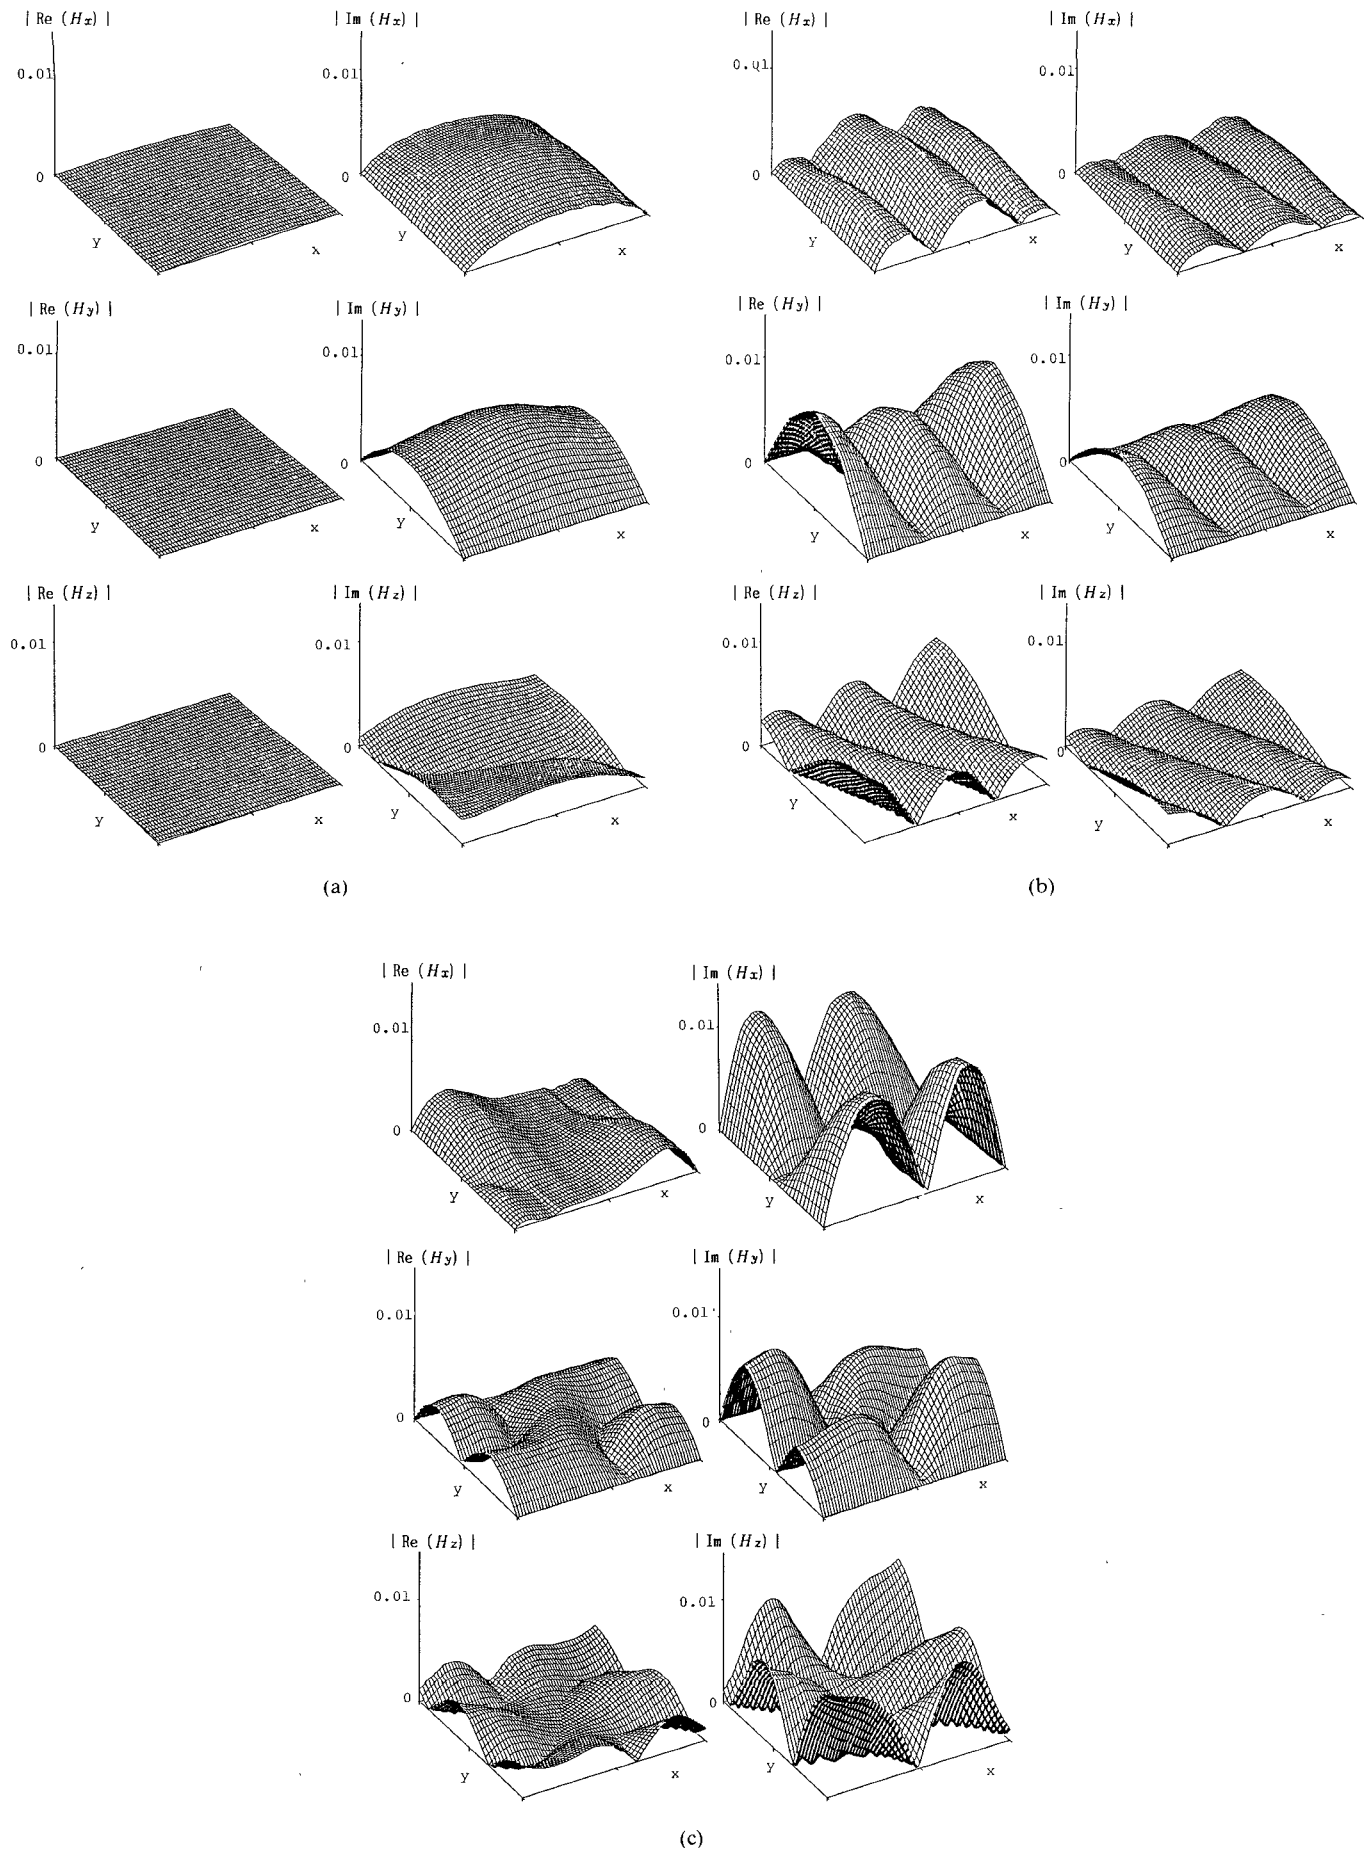 | Re (Hx) | | Im (Hx) | | Re (Hx) | | Im (Hx) |
0.01 0.01 0.01 0.01
0 0 0 0
y x y x y x y x
| Re (Hy) | | Im (Hy) | | Re (Hy) | | Im (Hy) |
0.01 0.01 0.01 0.01
0 0 0 0
y x y x y x y x
| Re (Hz) | | Im (Hz) | | Re (Hz) | | Im (Hz) |
0.01 0.01 0.01 0.01
0 0 0 0
y x y x y x y x
(a) (b)
| Re (Hx) | | Im (Hx) |
0.01 0.01
0 0
y x y x
| Re (Hy) | | Im (Hy) |
0.01 0.01
0 0
y x y x
| Re (Hz) | | Im (Hz) |
0.01 0.01
0 0
y x y x
(c)